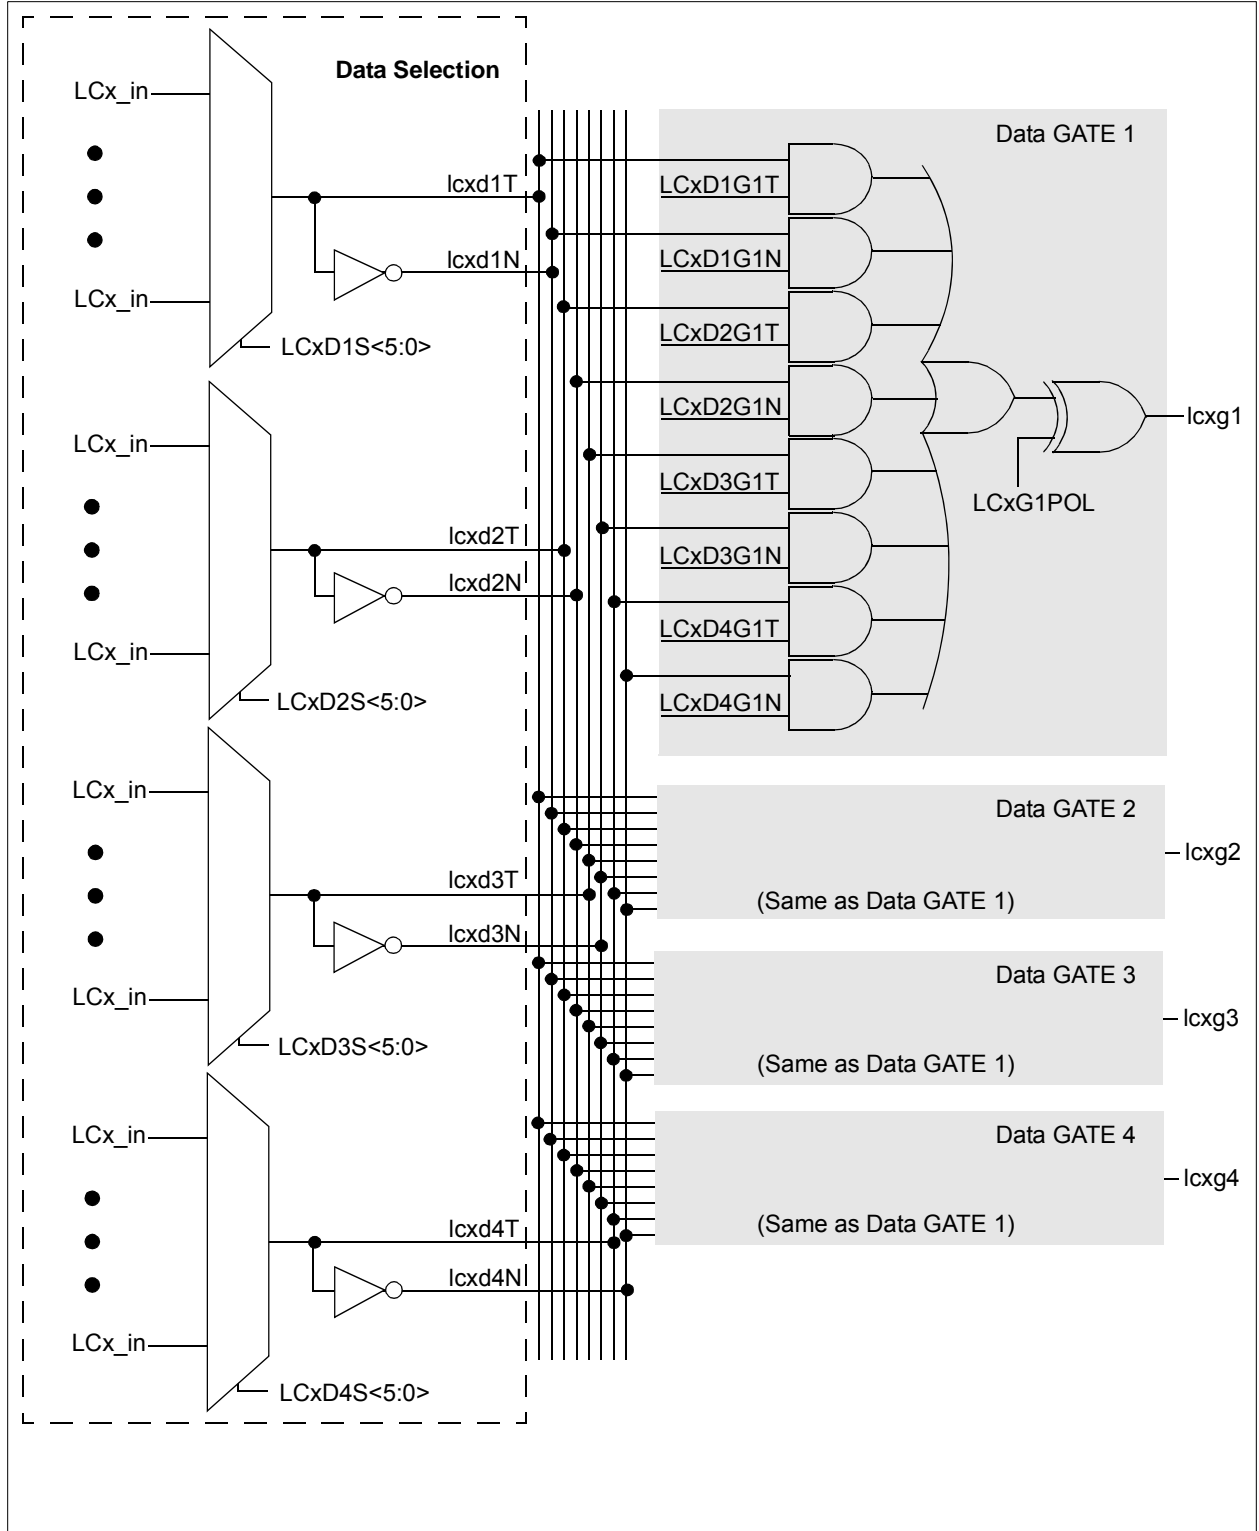 Data Selection
LCx_in
LCx_in
lcxd1T
lcxd1N
LCxD1S<5:0>
LCx_in
LCx_in
lcxd2T
lcxd2N
LCxD2S<5:0>
LCx_in
LCx_in
lcxd3T
lcxd3N
LCxD3S<5:0>
LCx_in
LCx_in
lcxd4T
lcxd4N
LCxD4S<5:0>
Data GATE 1
LCxD1G1T
LCxD1G1N
LCxD2G1T
LCxD2G1N
LCxD3G1T
LCxD3G1N
LCxD4G1T
LCxD4G1N
LCxG1POL
lcxg1
Data GATE 2
(Same as Data GATE 1)
lcxg2
Data GATE 3
(Same as Data GATE 1)
lcxg3
Data GATE 4
(Same as Data GATE 1)
lcxg4